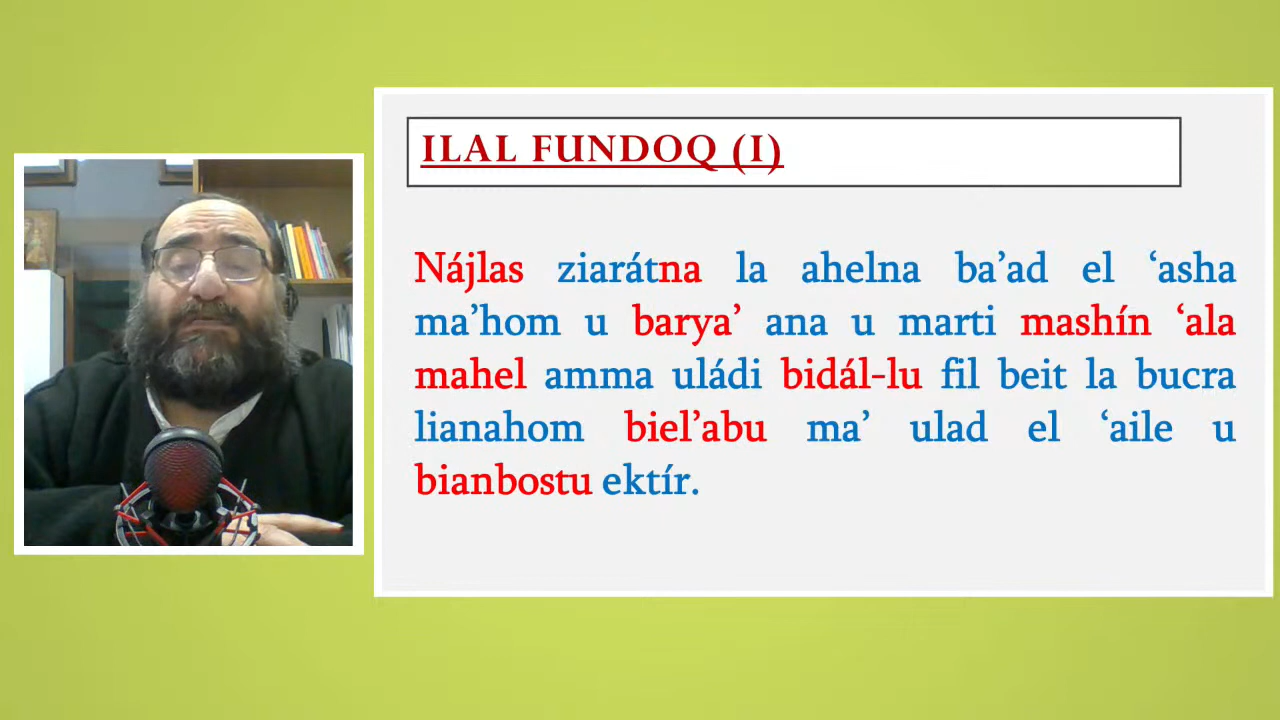 ILAL FUNDOQ (I)
Nájlas ziarátna la ahelna ba’ad el ‘asha
ma’hom u barya’ ana u marti mashín ‘ala
mahel amma uládi bidál-lu fil beit la bucra
lianahom biel’abu ma’ ulad el ‘aile u
bianbostu ektír.